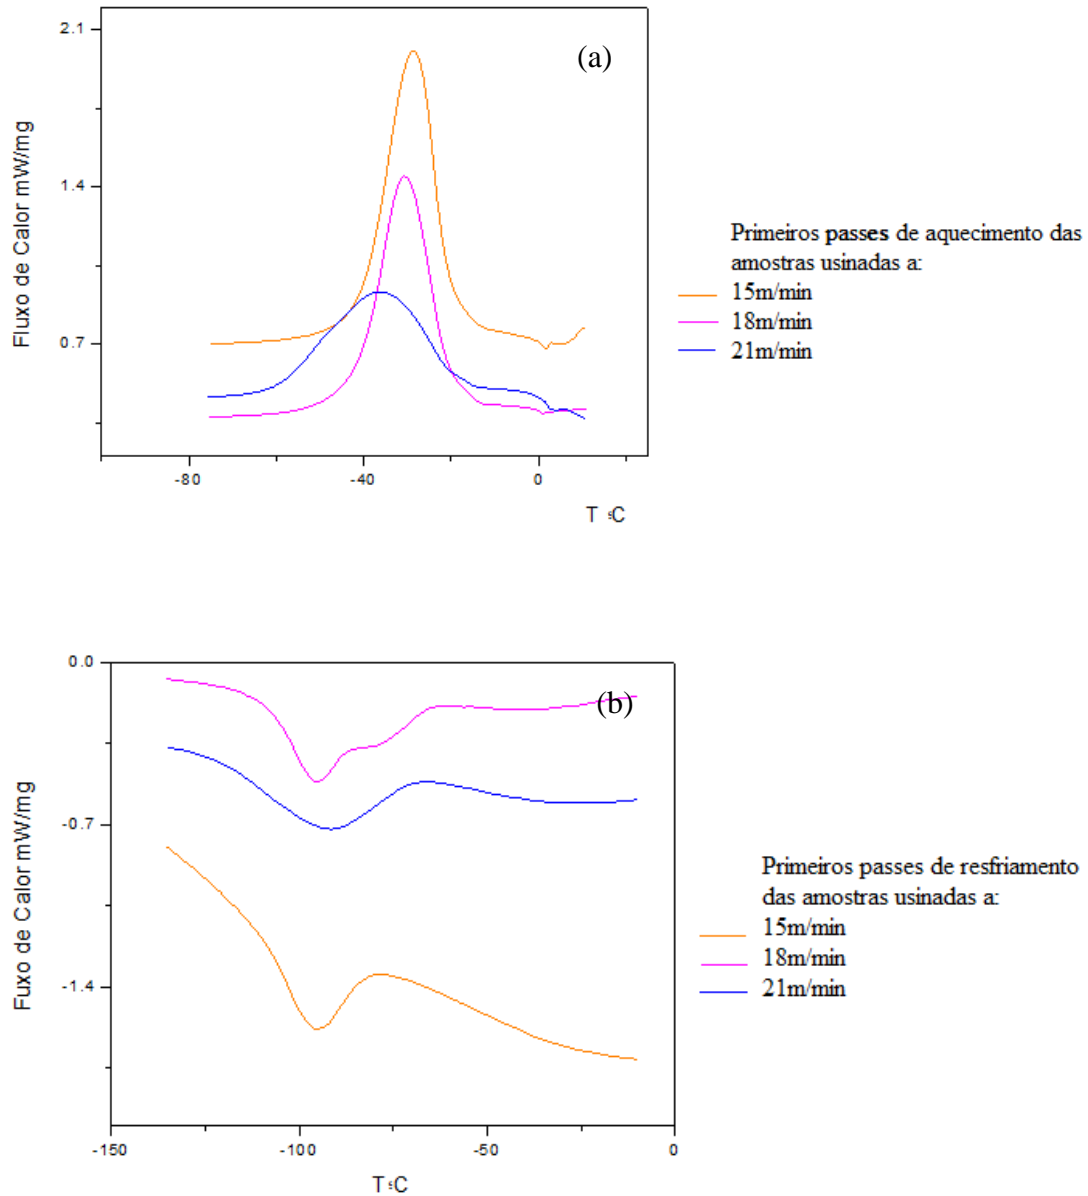 2.1
(a)
Fluxo de Calor mW/mg
1.4
0.7
-80
-40
0
T ºC
Primeiros passes de aquecimento das
amostras usinadas a:
15m/min
18m/min
21m/min
0.0
(b)
Fuxo de Calor mW/mg
-0.7
-1.4
-150
-100
-50
0
T ºC
Primeiros passes de resfriamento
das amostras usinadas a:
15m/min
18m/min
21m/min